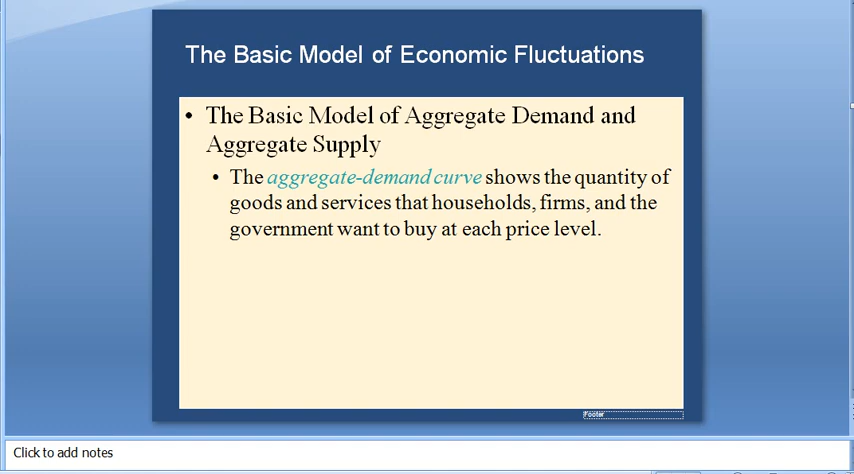 The Basic Model of Economic Fluctuations
• The Basic Model of Aggregate Demand and
Aggregate Supply
• The aggregate-demand curve shows the quantity of
goods and services that households, firms, and the
government want to buy at each price level.
Footer
Click to add notes